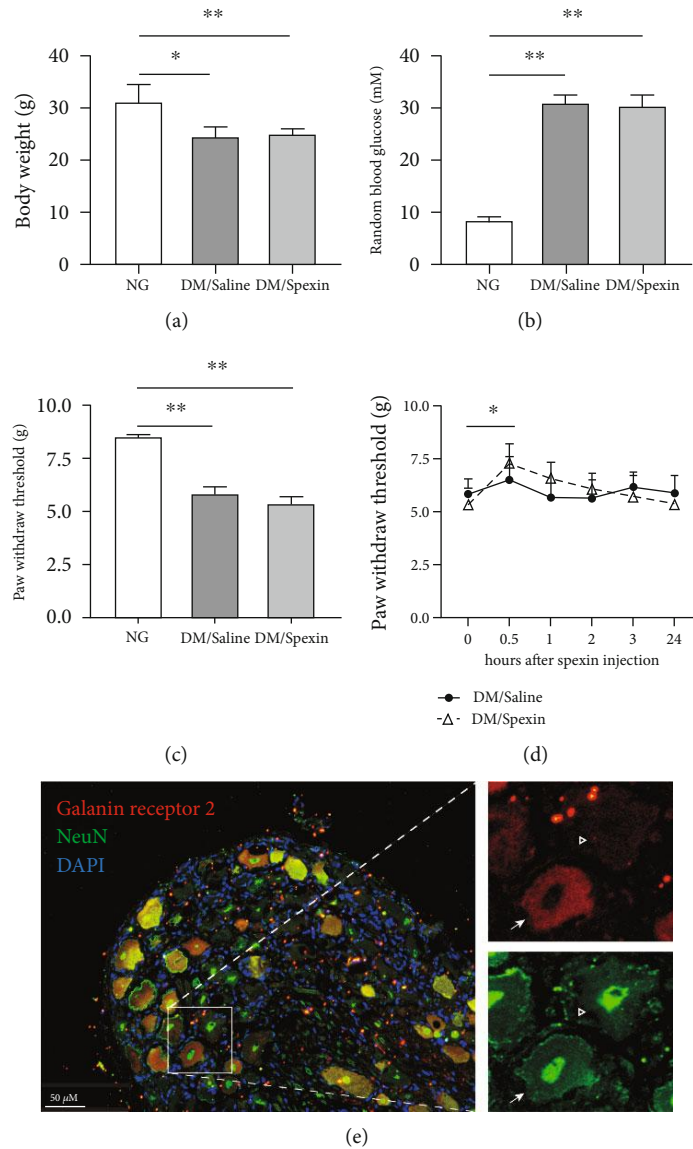 **
*
40
30
20
10
0
Body weight (g)
NG DM/Saline DM/Spexin
(a)
**
**
40
30
20
10
0
Random blood glucose (mM)
NG DM/Saline DM/Spexin
(b)
**
**
10.0
7.5
5.0
2.5
0.0
Paw withdraw threshold (g)
NG DM/Saline DM/Spexin
(c)
*
10.0
7.5
5.0
2.5
0.0
Paw withdraw threshold (g)
0 0.5 1 2 3 24
hours after spexin injection
DM/Saline
DM/Spexin
(d)
Galanin receptor 2
NeuN
DAPI
50 µM
(e)